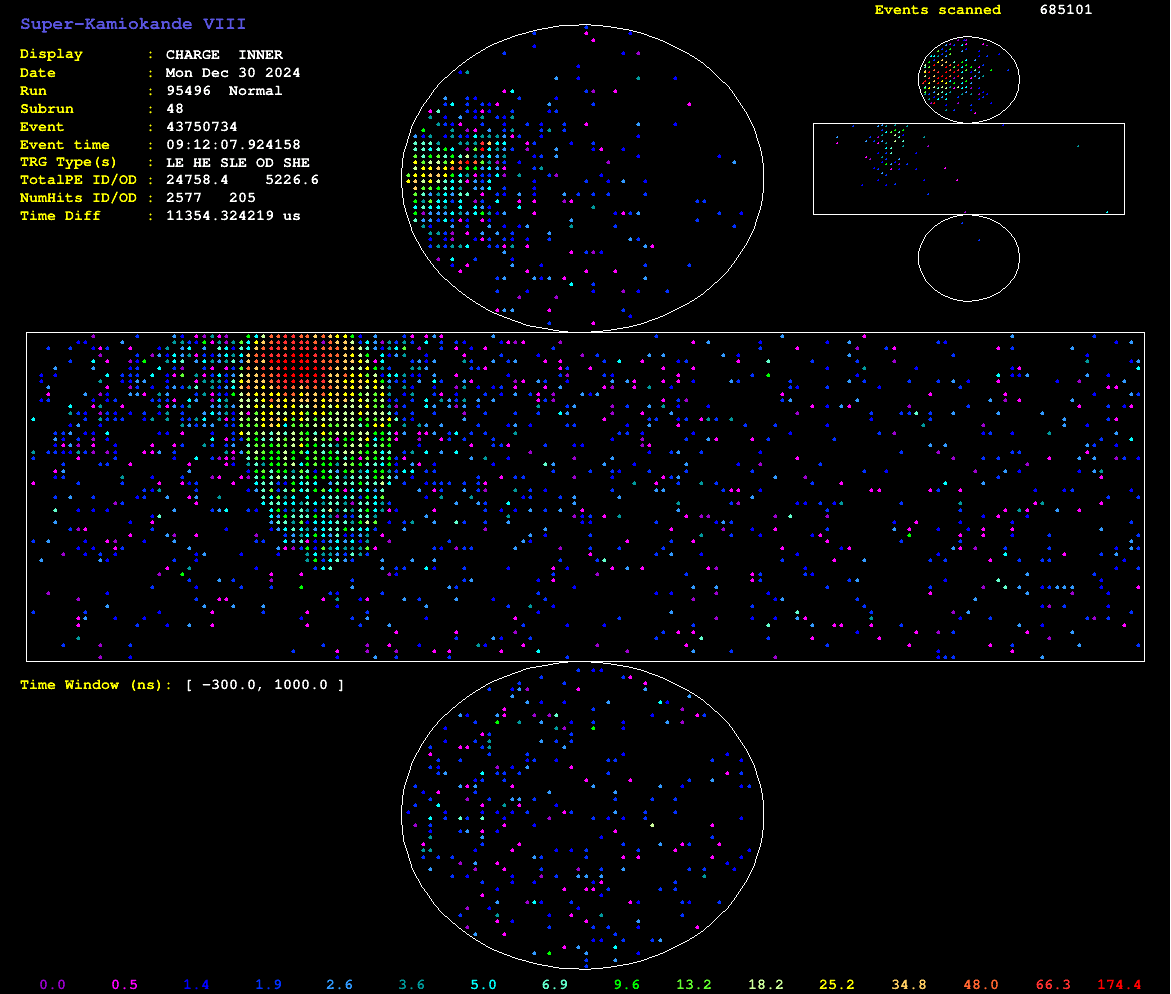 Super-Kamiokande VIII
Events scanned 685101
Display : CHARGE INNER
Date : Mon Dec 30 2024
Run : 95496 Normal
Subrun : 48
Event : 43750734
Event time : 09:12:07.924158
TRG Type(s) : LE HE SLE OD SHE
TotalPE ID/OD : 24758.4 5226.6
NumHits ID/OD : 2577 205
Time Diff : 11354.324219 us
Time Window (ns): [ -300.0, 1000.0 ]
0.0 0.5 1.4 1.9 2.6 3.6 5.0 6.9 9.6 13.2 18.2 25.2 34.8 48.0 66.3 174.4